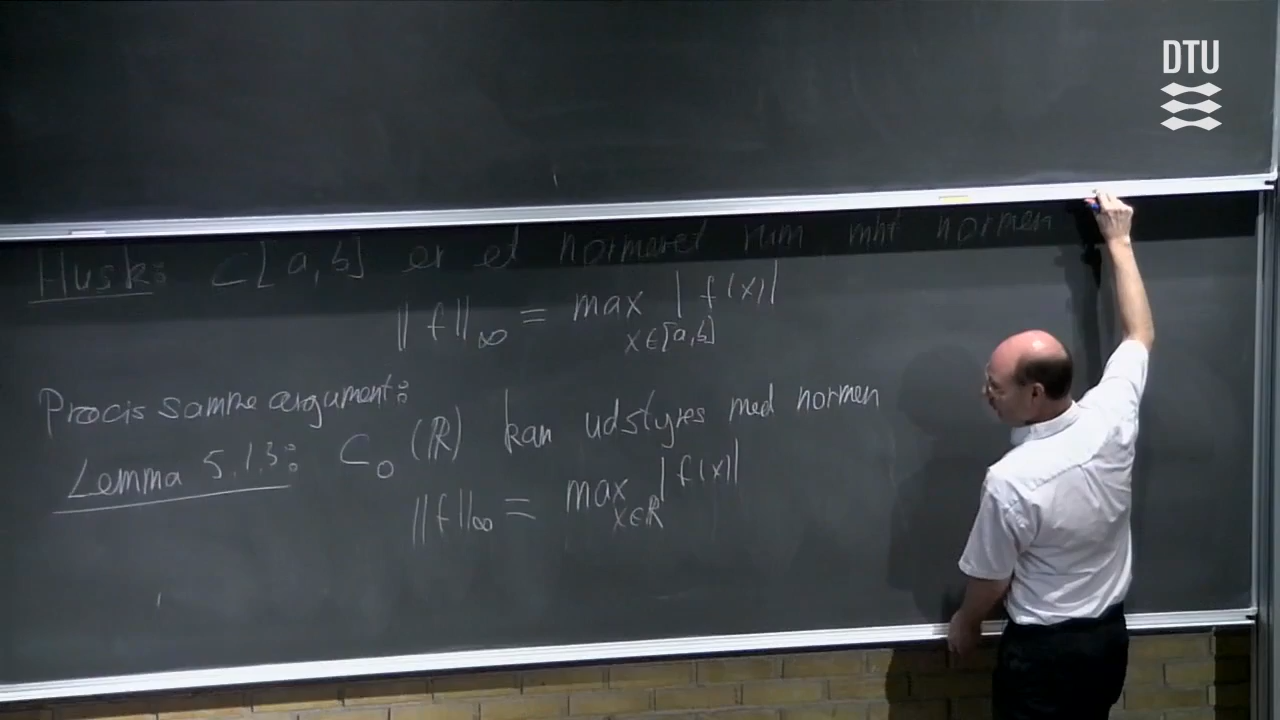 DTU
Husk: C[a,b] er et normeret rum mht normen
||f||∞ = max |f(x)|
x∈[a,b]
Præcis samme argument:
Lemma 5.1.3: C₀(ℝ) kan udstyres med normen
||f||∞ = max |f(x)|
x∈ℝ